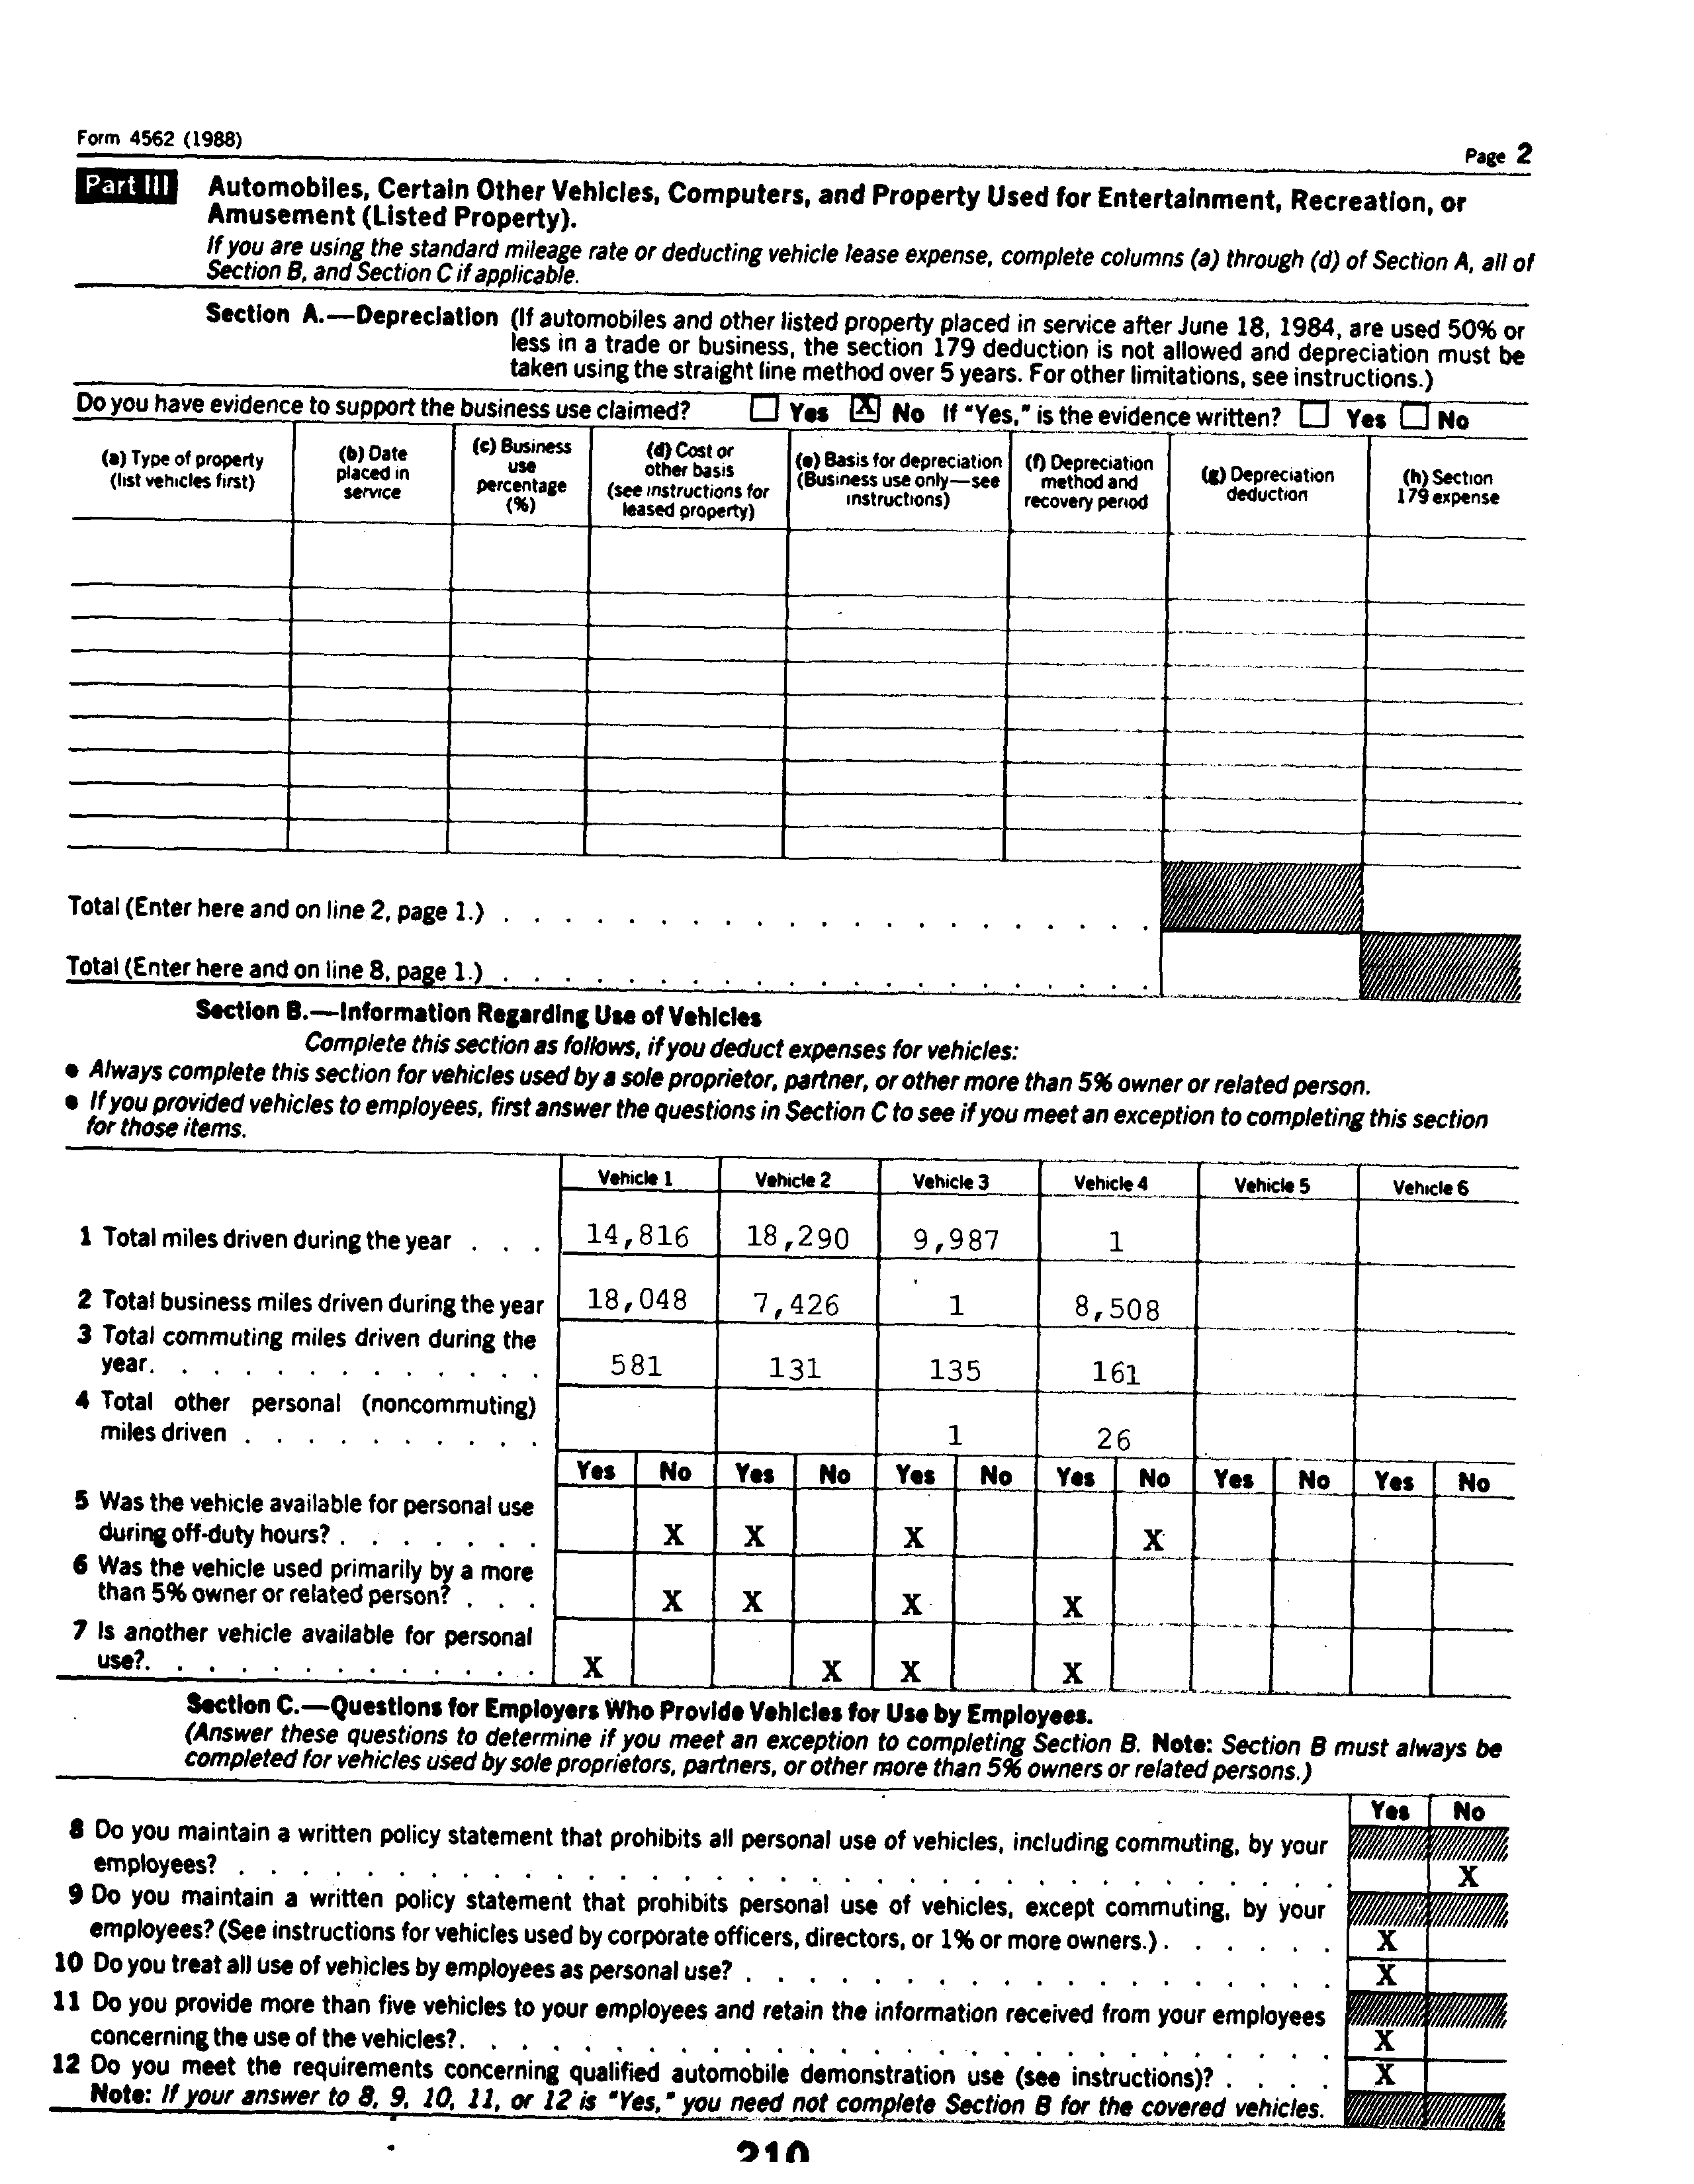 Form 4562 (1988)
Page 2
Part III Automobiles, Certain Other Vehicles, Computers, and Property Used for Entertainment, Recreation, or
Amusement (Listed Property).
If you are using the standard mileage rate or deducting vehicle lease expense, complete columns (a) through (d) of Section A, all of
Section B, and Section C if applicable.
Section A.—Depreciation (If automobiles and other listed property placed in service after June 18, 1984, are used 50% or
less in a trade or business, the section 179 deduction is not allowed and depreciation must be
taken using the straight line method over 5 years. For other limitations, see instructions.)
Do you have evidence to support the business use claimed? Yes X No If "Yes," is the evidence written? Yes No
(a) Type of property
(list vehicles first)
(b) Date
placed in
service
(c) Business
use
percentage
(%)
(d) Cost or
other basis
(see instructions for
leased property)
(e) Basis for depreciation
(Business use only—see
instructions)
(f) Depreciation
method and
recovery period
(g) Depreciation
deduction
(h) Section
179 expense
Total (Enter here and on line 2, page 1.) . . . . . . . . . . . . . . . . . . . . .
Total (Enter here and on line 8, page 1.) . . . . . . . . . . . . . . . . . . . . .
Section B.—Information Regarding Use of Vehicles
Complete this section as follows, if you deduct expenses for vehicles:
● Always complete this section for vehicles used by a sole proprietor, partner, or other more than 5% owner or related person.
● If you provided vehicles to employees, first answer the questions in Section C to see if you meet an exception to completing this section
for those items.
Vehicle 1 Vehicle 2 Vehicle 3 Vehicle 4 Vehicle 5 Vehicle 6
1 Total miles driven during the year . . . 14,816 18,290 9,987 1
2 Total business miles driven during the year 18,048 7,426 1 8,508
3 Total commuting miles driven during the
year. . . . . . . . . . . . . 581 131 135 161
4 Total other personal (noncommuting)
miles driven . . . . . . . . . . 1 26
Yes No Yes No Yes No Yes No Yes No Yes No
5 Was the vehicle available for personal use
during off-duty hours? . . . . . . . X X X X
6 Was the vehicle used primarily by a more
than 5% owner or related person? . . . X X X X
7 Is another vehicle available for personal
use?. . . . . . . . . . . . . X X X X
Section C.—Questions for Employers Who Provide Vehicles for Use by Employees.
(Answer these questions to determine if you meet an exception to completing Section B. Note: Section B must always be
completed for vehicles used by sole proprietors, partners, or other more than 5% owners or related persons.)
Yes No
8 Do you maintain a written policy statement that prohibits all personal use of vehicles, including commuting, by your
employees? . . . . . . . . . . . . . . . . . . . . . . . . . . . . . . . . . . X
9 Do you maintain a written policy statement that prohibits personal use of vehicles, except commuting, by your
employees? (See instructions for vehicles used by corporate officers, directors, or 1% or more owners.) . . . . . . X
10 Do you treat all use of vehicles by employees as personal use? . . . . . . . . . . . . . . . . . . . X
11 Do you provide more than five vehicles to your employees and retain the information received from your employees
concerning the use of the vehicles?. . . . . . . . . . . . . . . . . . . . . . . . . . . . X
12 Do you meet the requirements concerning qualified automobile demonstration use (see instructions)? . . . . X
Note: If your answer to 8, 9, 10, 11, or 12 is "Yes," you need not complete Section B for the covered vehicles.
210